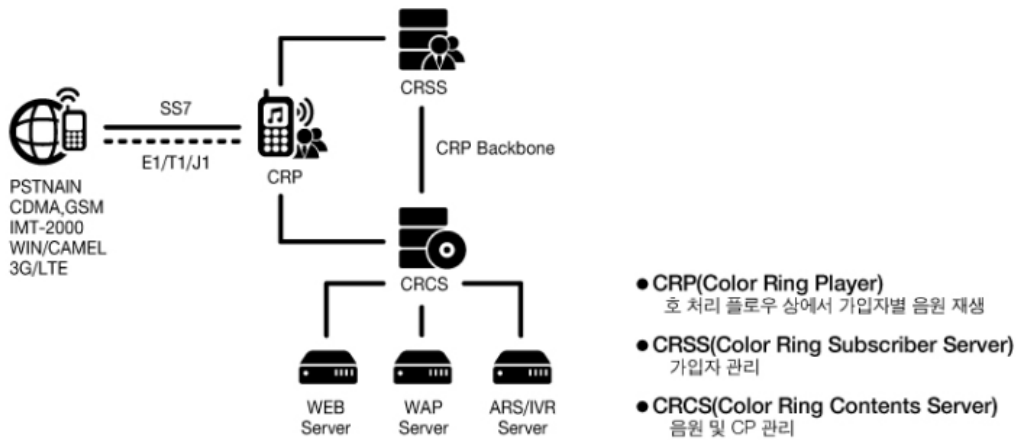 CRSS
SS7
CRP Backbone
E1/T1/J1
CRP
PSTNAIN
CDMA,GSM
IMT-2000
WIN/CAMEL
3G/LTE
CRCS
WEB
Server
WAP
Server
ARS/IVR
Server
● CRP(Color Ring Player)
호 처리 플로우 상에서 가입자별 음원 재생
● CRSS(Color Ring Subscriber Server)
가입자 관리
● CRCS(Color Ring Contents Server)
음원 및 CP 관리